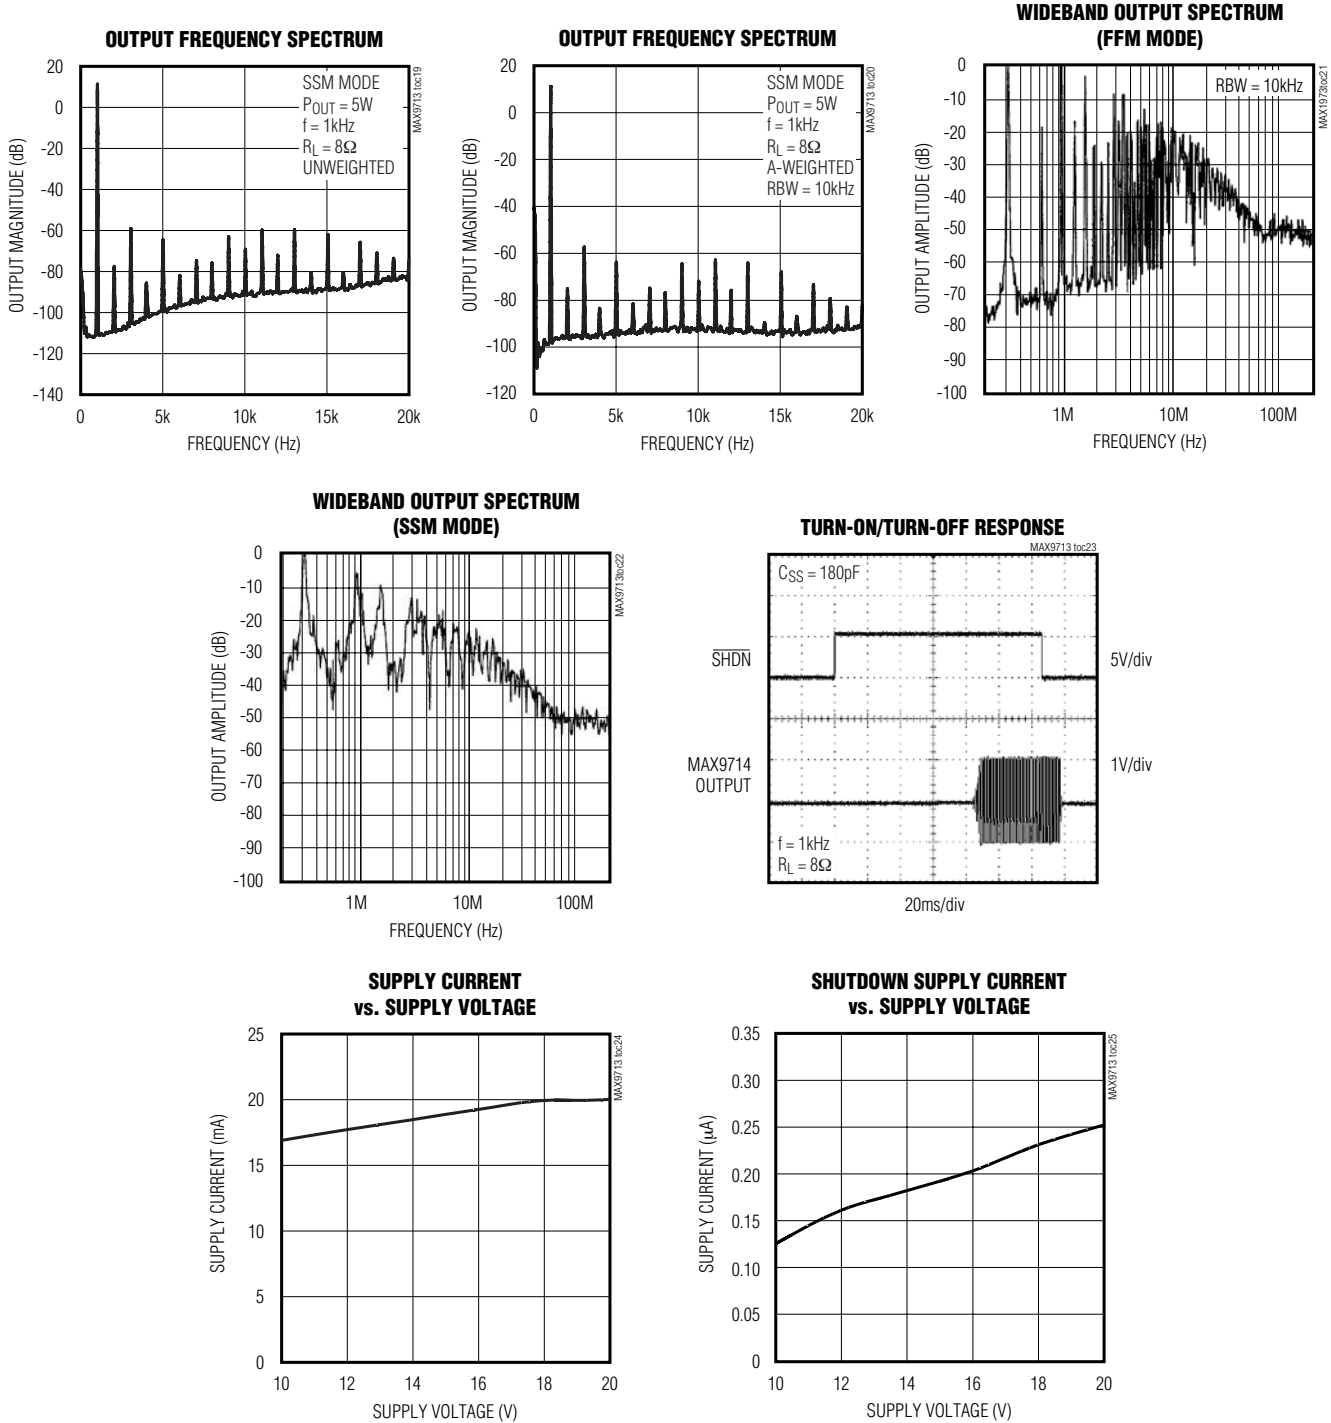 OUTPUT FREQUENCY SPECTRUM
20
0
-20
-40
-60
-80
-100
-120
-140
OUTPUT MAGNITUDE (dB)
SSM MODE
POUT = 5W
f = 1kHz
RL = 8Ω
UNWEIGHTED
MAX9713 toc19
0
5k
10k
15k
20k
FREQUENCY (Hz)
OUTPUT FREQUENCY SPECTRUM
20
0
-20
-40
-60
-80
-100
-120
OUTPUT MAGNITUDE (dB)
SSM MODE
POUT = 5W
f = 1kHz
RL = 8Ω
A-WEIGHTED
RBW = 10kHz
MAX9713 toc20
0
5k
10k
15k
20k
FREQUENCY (Hz)
WIDEBAND OUTPUT SPECTRUM
(FFM MODE)
0
-10
-20
-30
-40
-50
-60
-70
-80
-90
-100
OUTPUT AMPLITUDE (dB)
RBW = 10kHz
MAX1973toc21
1M
10M
100M
FREQUENCY (Hz)
WIDEBAND OUTPUT SPECTRUM
(SSM MODE)
0
-10
-20
-30
-40
-50
-60
-70
-80
-90
-100
OUTPUT AMPLITUDE (dB)
MAX9713toc22
1M
10M
100M
FREQUENCY (Hz)
TURN-ON/TURN-OFF RESPONSE
MAX9713 toc23
CSS = 180pF
SHDN
5V/div
MAX9714
OUTPUT
1V/div
f = 1kHz
RL = 8Ω
20ms/div
SUPPLY CURRENT
vs. SUPPLY VOLTAGE
25
20
15
10
5
0
SUPPLY CURRENT (mA)
MAX9713 toc24
10
12
14
16
18
20
SUPPLY VOLTAGE (V)
SHUTDOWN SUPPLY CURRENT
vs. SUPPLY VOLTAGE
0.35
0.30
0.25
0.20
0.15
0.10
0.05
0
SUPPLY CURRENT (μA)
MAX9713 toc25
10
12
14
16
18
20
SUPPLY VOLTAGE (V)